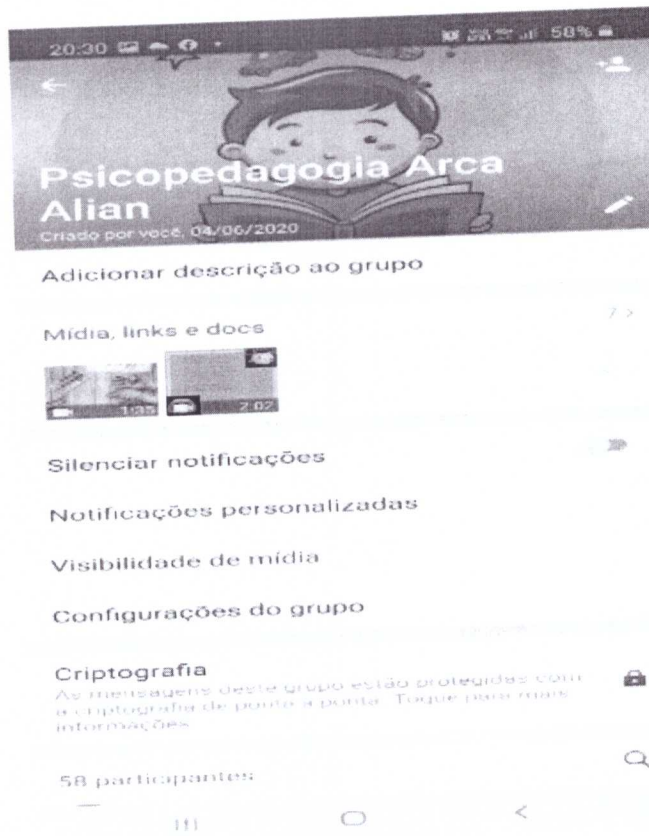 20:30
58%
Psicopedagogia Arca
Alian
Criado por você, 04/06/2020
Adicionar descrição ao grupo
Mídia, links e docs
7 >
1:35
2:02
Silenciar notificações
Notificações personalizadas
Visibilidade de mídia
Configurações do grupo
Criptografia
As mensagens deste grupo estão protegidas com
a criptografia de ponta a ponta. Toque para mais
informações
58 participantes